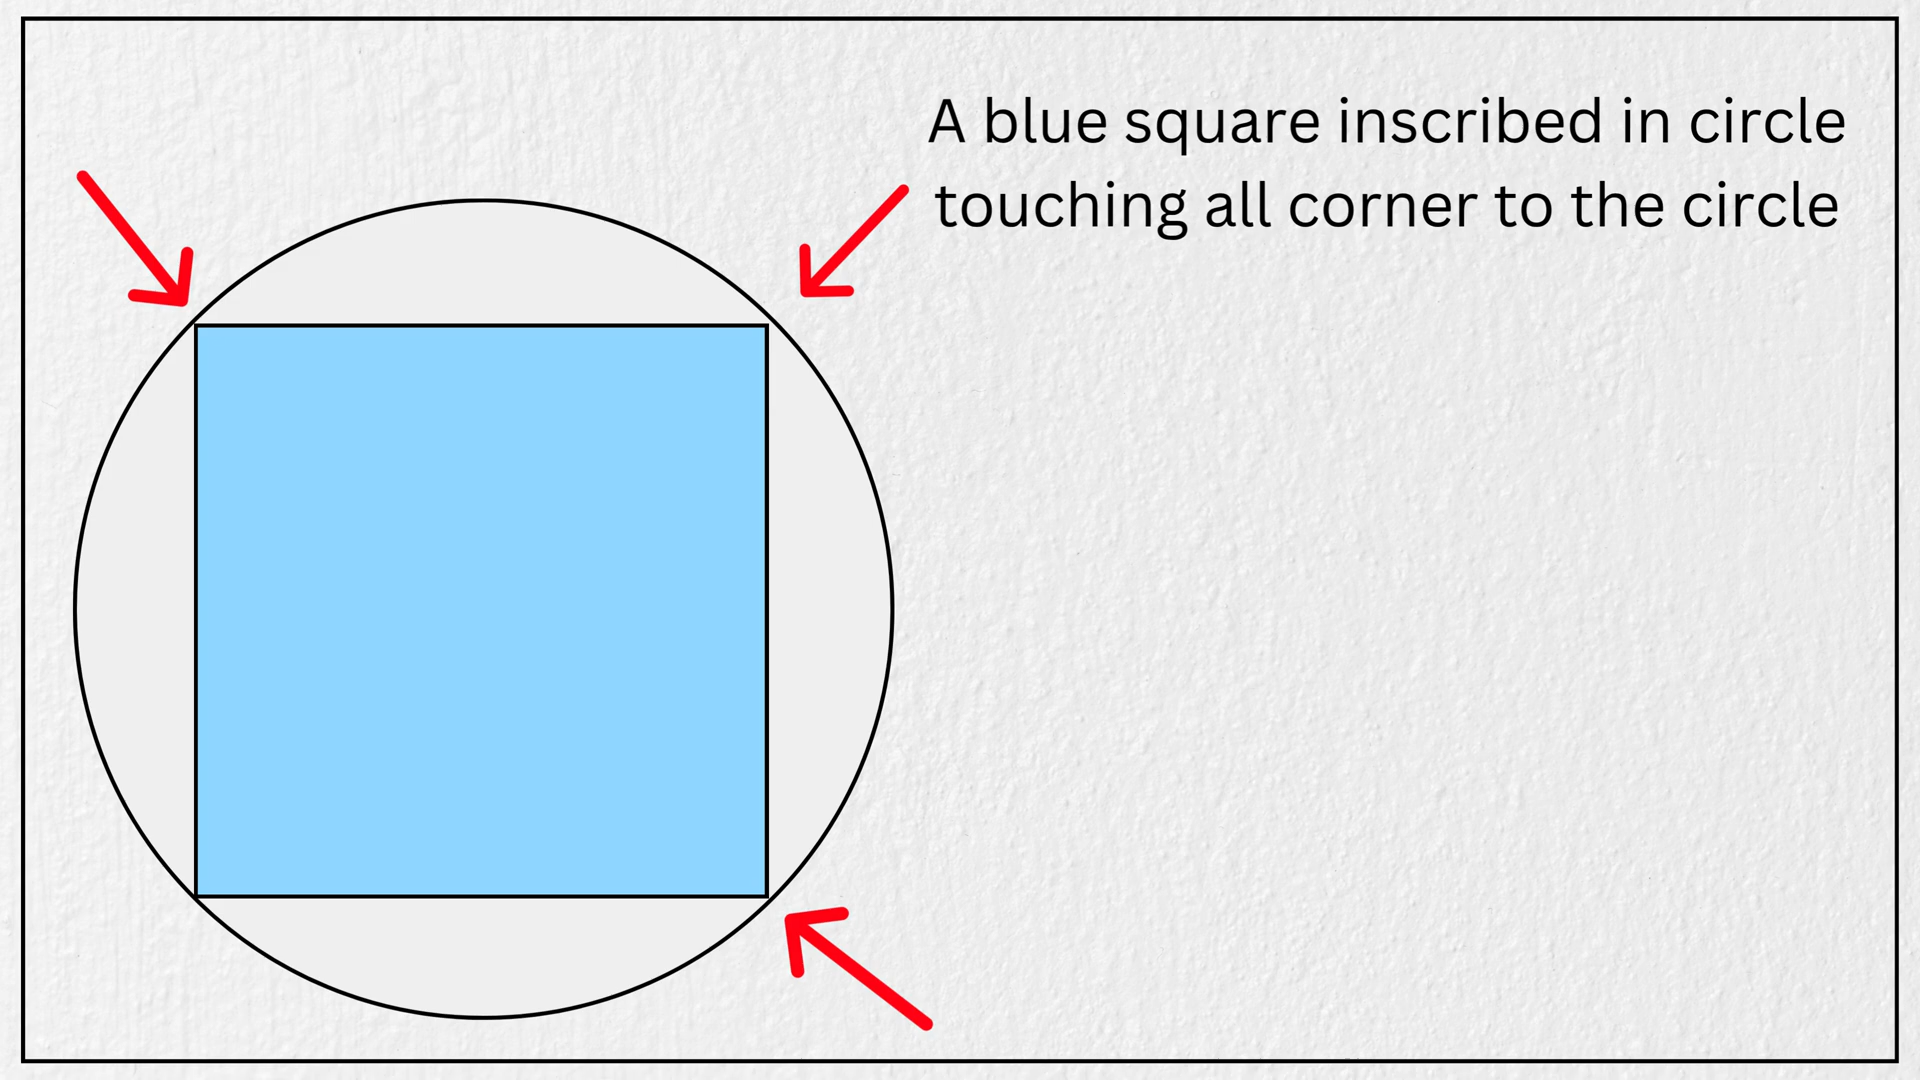 A blue square inscribed in circle
touching all corner to the circle